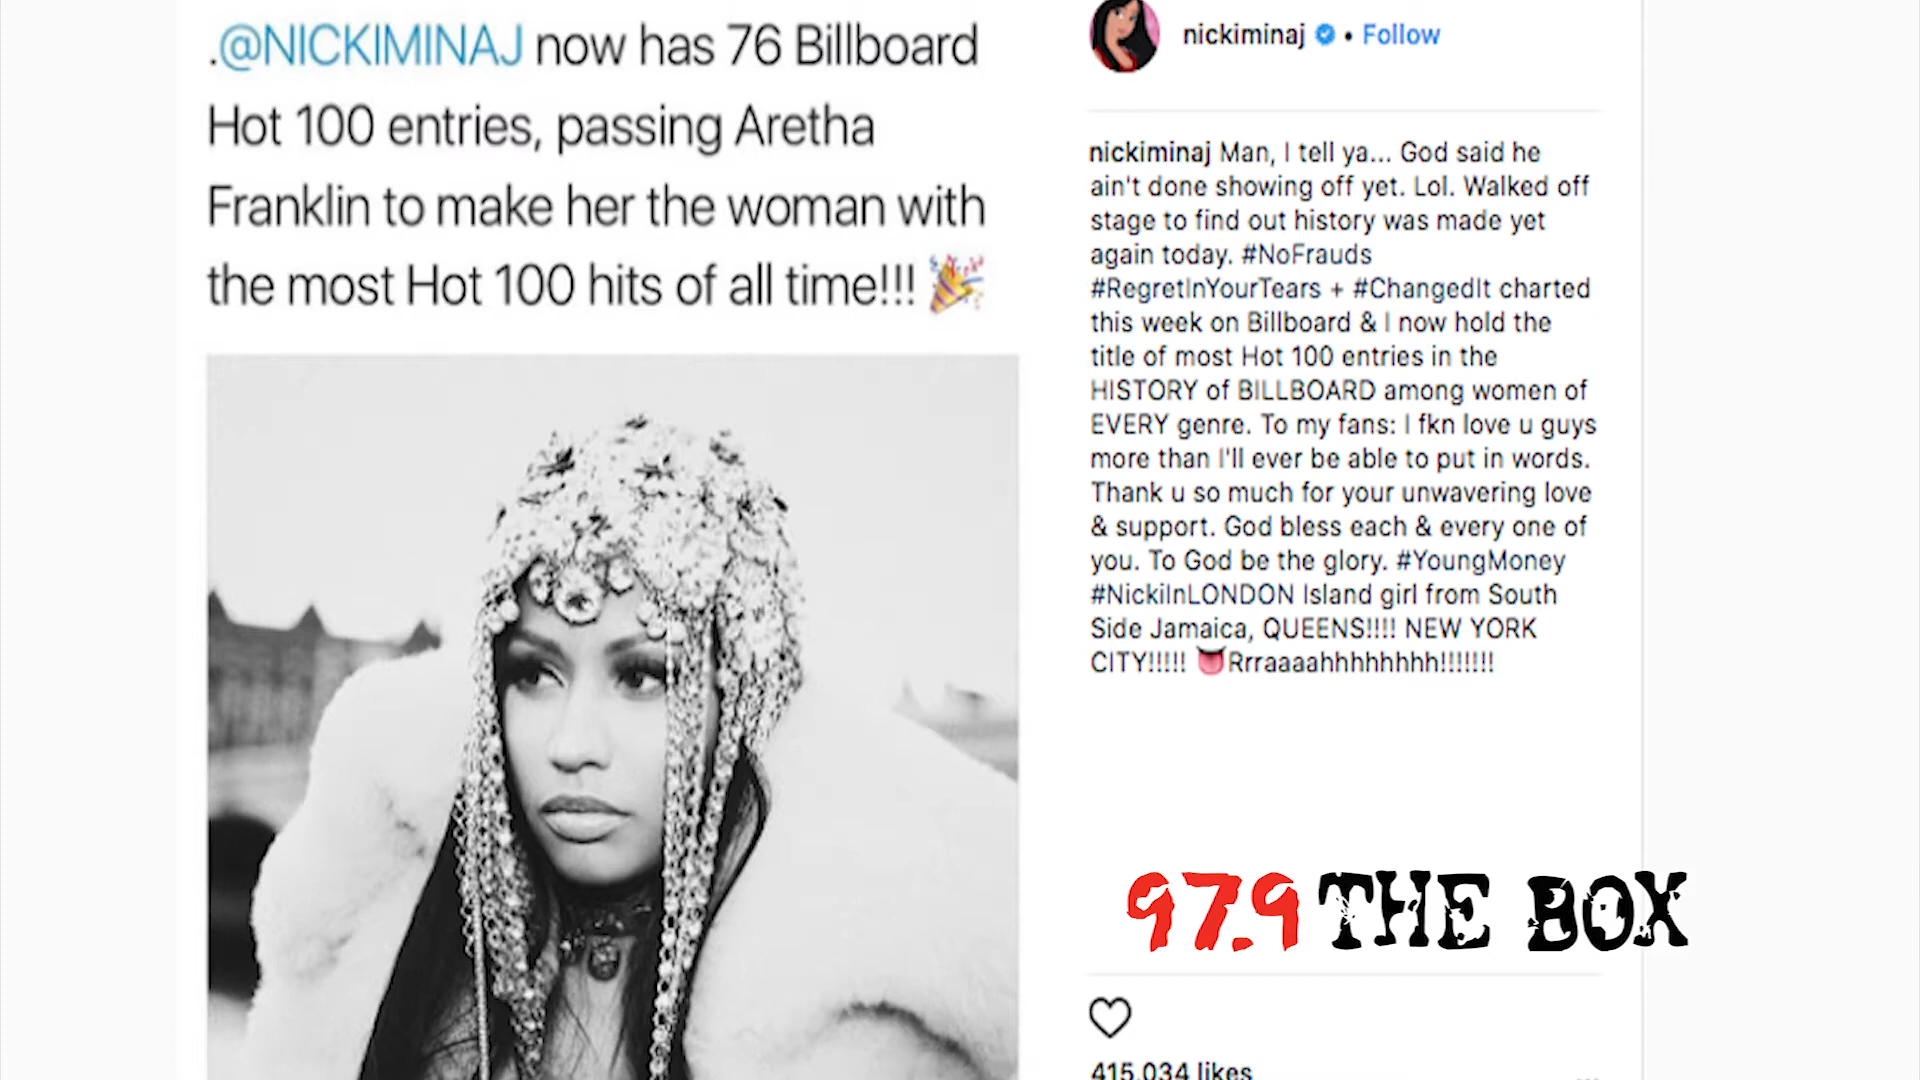 .@NICKIMINAJ now has 76 Billboard
Hot 100 entries, passing Aretha
Franklin to make her the woman with
the most Hot 100 hits of all time!!! 🎉
nickiminaj • Follow
nickiminaj Man, I tell ya... God said he
ain't done showing off yet. Lol. Walked off
stage to find out history was made yet
again today. #NoFrauds
#RegretInYourTears + #ChangedIt charted
this week on Billboard & I now hold the
title of most Hot 100 entries in the
HISTORY of BILLBOARD among women of
EVERY genre. To my fans: I fkn love u guys
more than I'll ever be able to put in words.
Thank u so much for your unwavering love
& support. God bless each & every one of
you. To God be the glory. #YoungMoney
#NickiInLONDON Island girl from South
Side Jamaica, QUEENS!!!! NEW YORK
CITY!!!!! 👅Rrraaaahhhhhhhhh!!!!!!!
97.9 THE BOX
415,034 likes